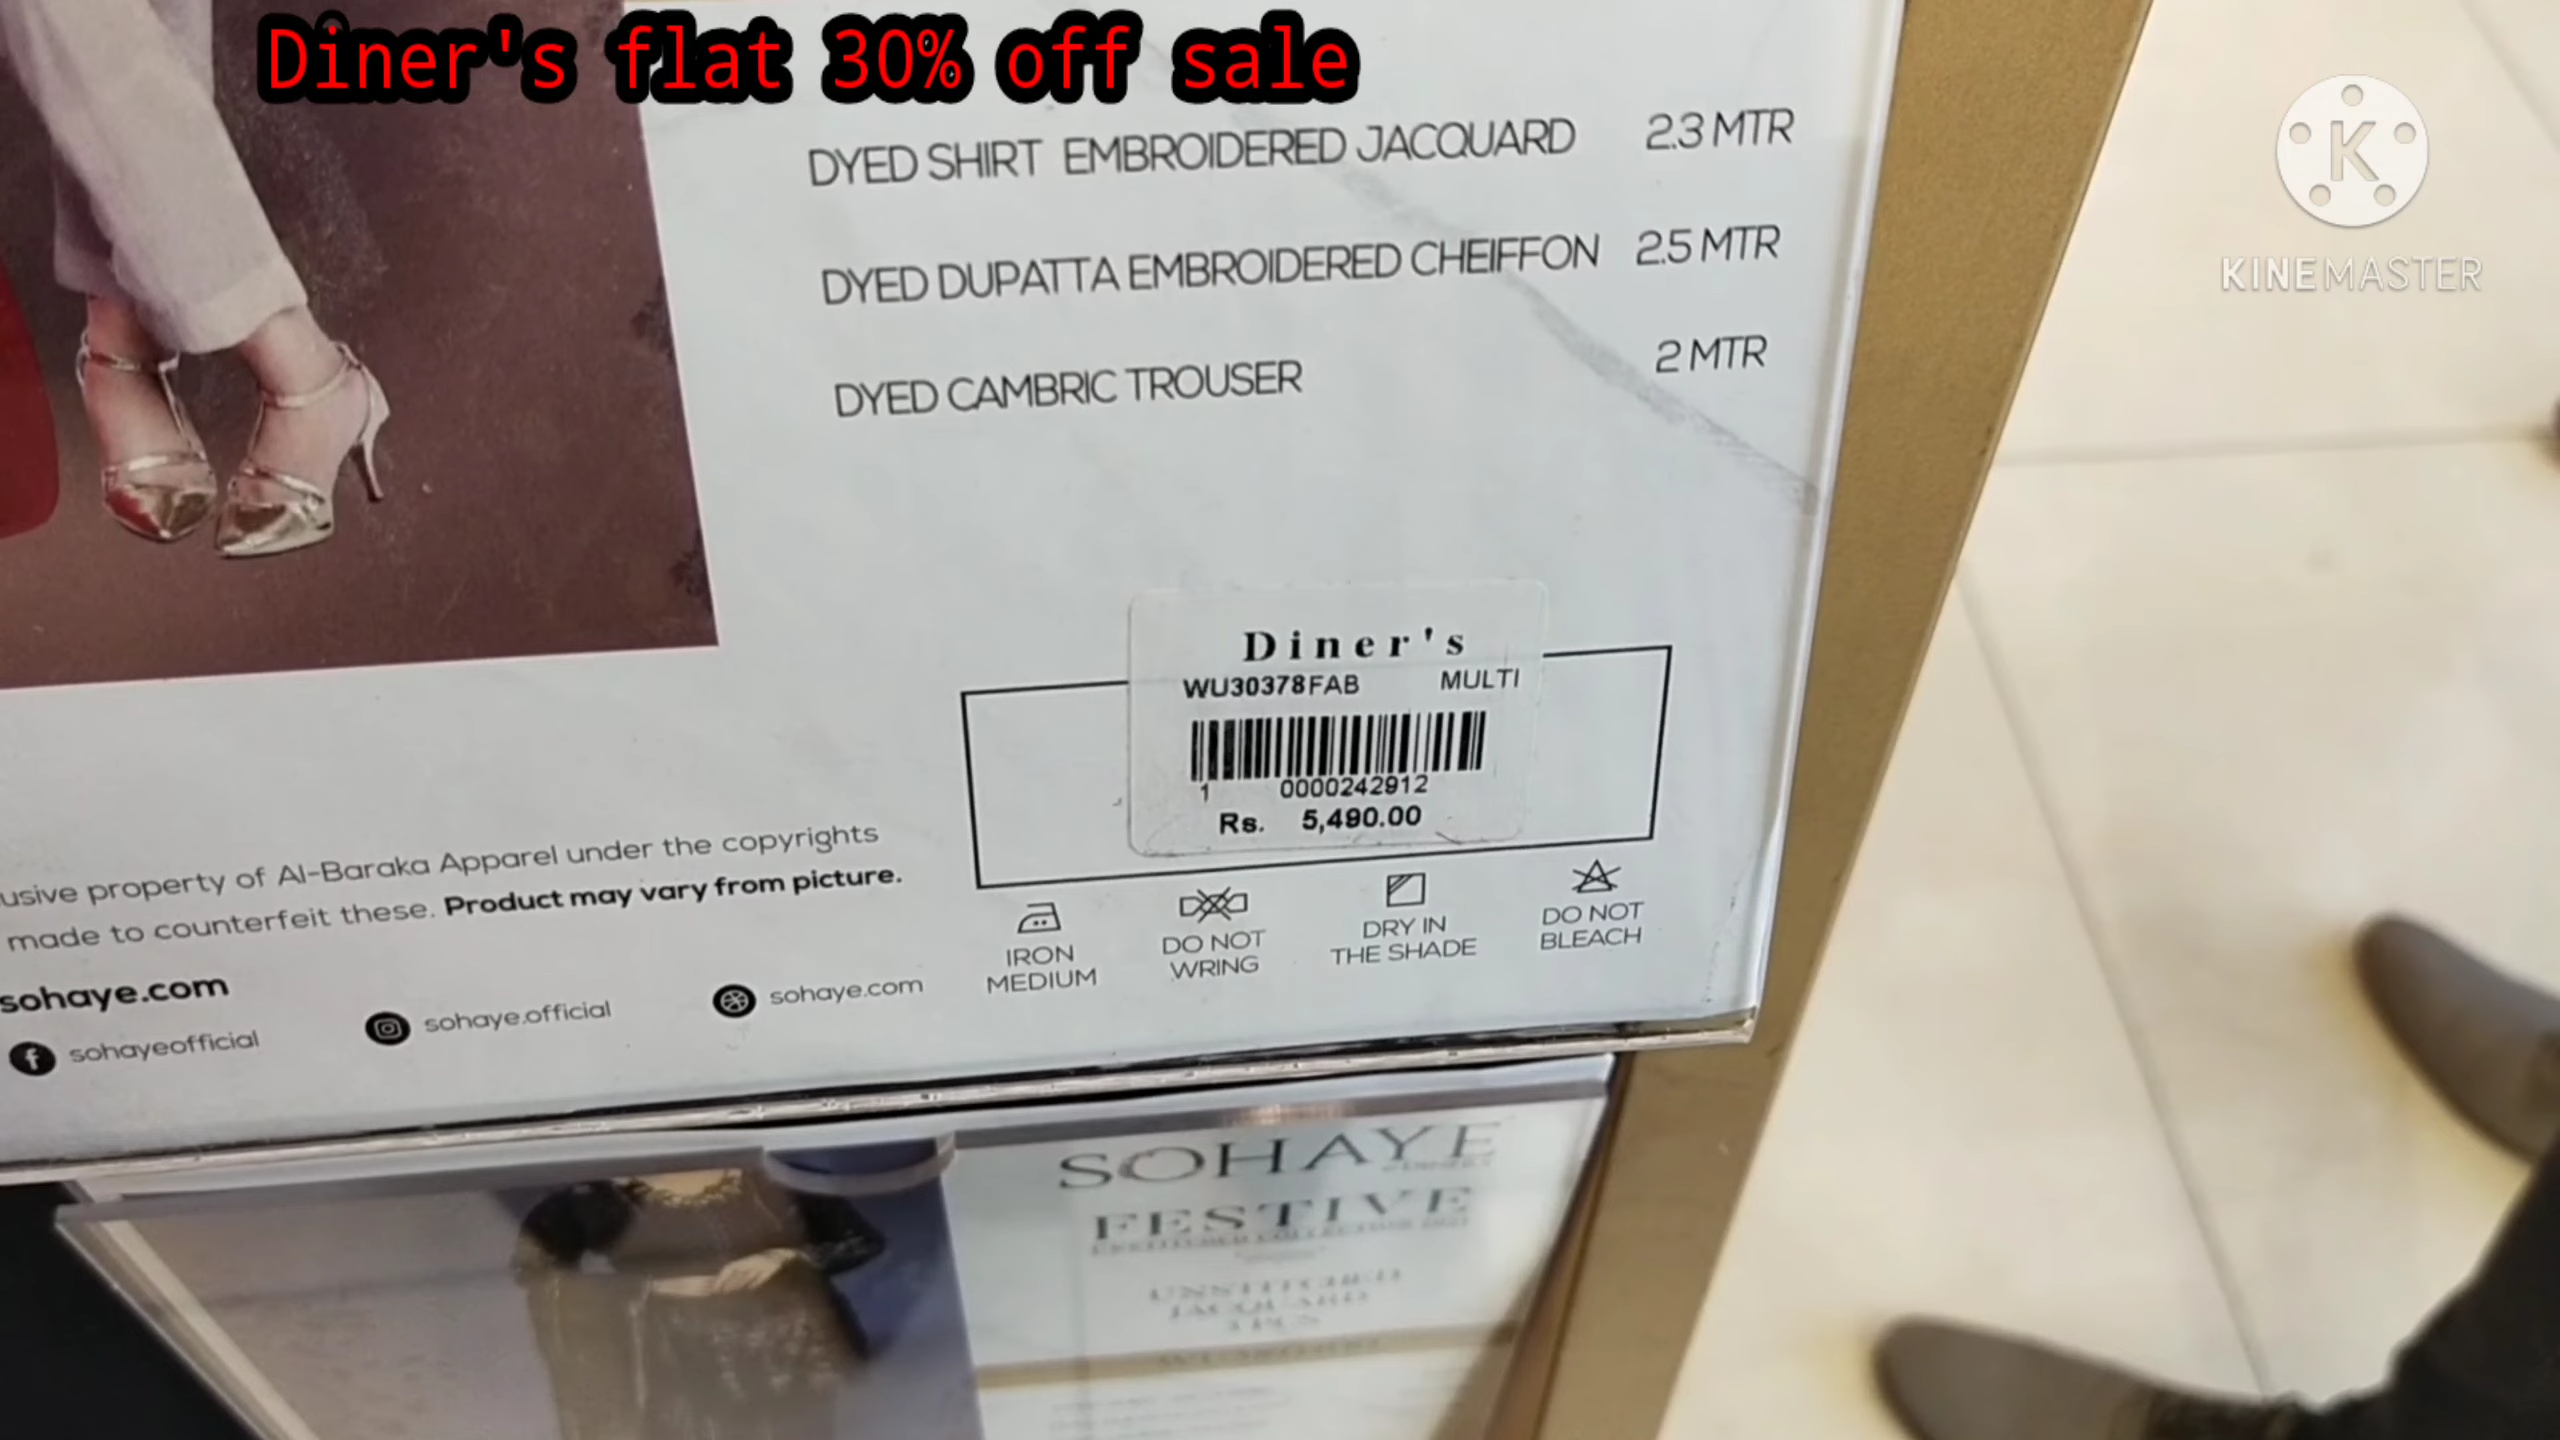 Diner's flat 30% off sale
KINEMASTER
DYED SHIRT EMBROIDERED JACQUARD 2.3 MTR
DYED DUPATTA EMBROIDERED CHEIFFON 2.5 MTR
DYED CAMBRIC TROUSER 2 MTR
Diner's
WU30378FAB MULTI
1 0000242912
Rs. 5,490.00
usive property of Al-Baraka Apparel under the copyrights
made to counterfeit these. Product may vary from picture.
IRON MEDIUM
DO NOT WRING
DRY IN THE SHADE
DO NOT BLEACH
sohaye.com
sohayeofficial
sohaye.official
sohaye.com
SOHAYE
FESTIVE
UNSTITCHED
JACQUARD